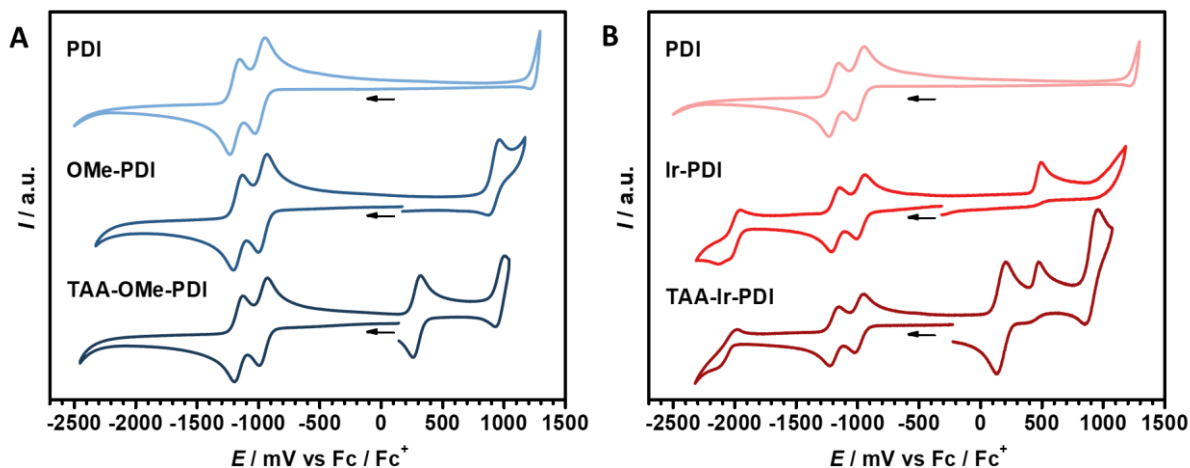 A
PDI
OMe-PDI
TAA-OMe-PDI
I / a.u.
-2500 -2000 -1500 -1000 -500 0 500 1000 1500
E / mV vs Fc / Fc⁺
B
PDI
Ir-PDI
TAA-Ir-PDI
I / a.u.
-2500 -2000 -1500 -1000 -500 0 500 1000 1500
E / mV vs Fc / Fc⁺